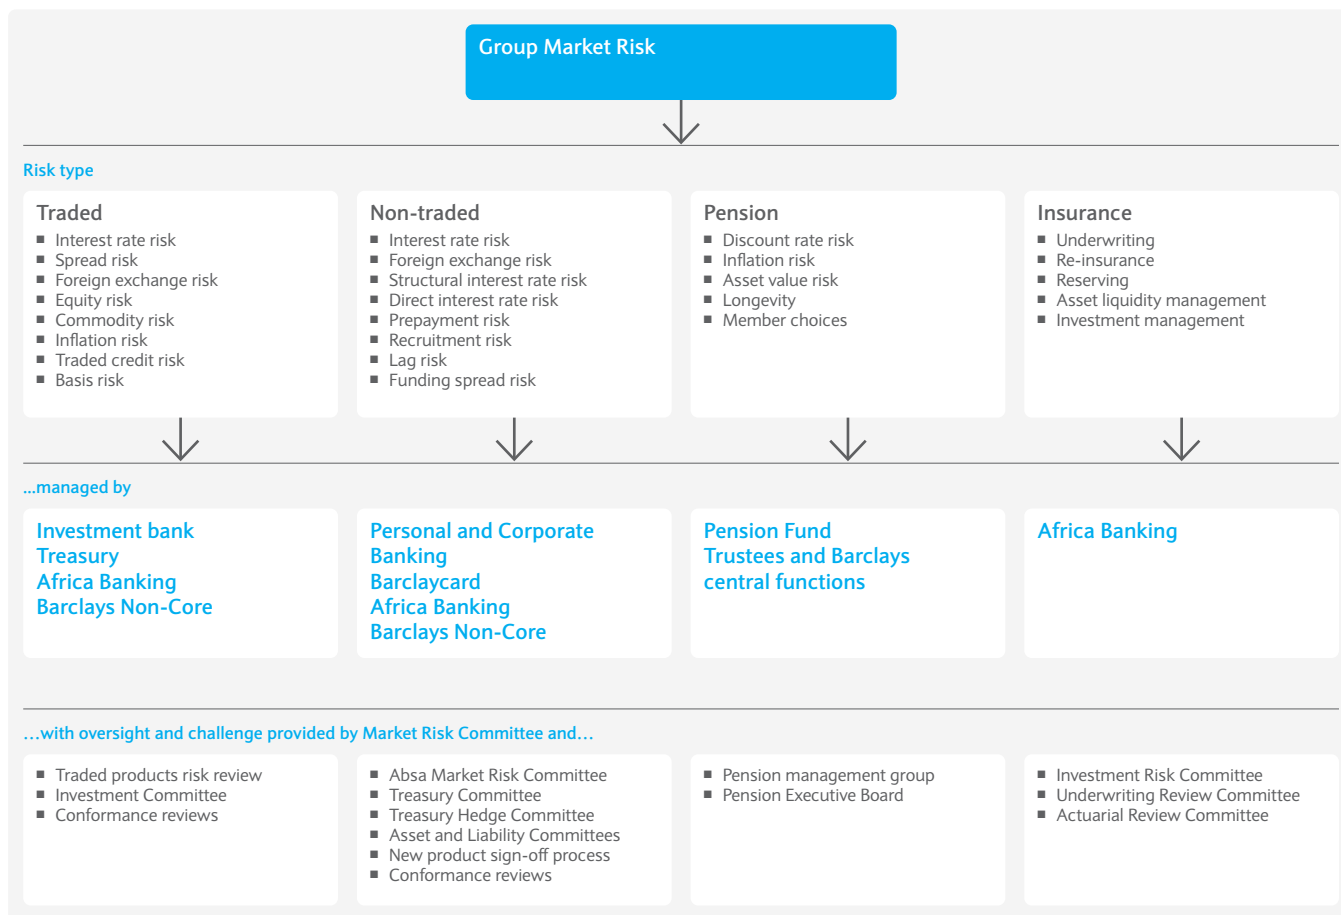 Group Market Risk
Risk type
Traded
■ Interest rate risk
■ Spread risk
■ Foreign exchange risk
■ Equity risk
■ Commodity risk
■ Inflation risk
■ Traded credit risk
■ Basis risk
Non-traded
■ Interest rate risk
■ Foreign exchange risk
■ Structural interest rate risk
■ Direct interest rate risk
■ Prepayment risk
■ Recruitment risk
■ Lag risk
■ Funding spread risk
Pension
■ Discount rate risk
■ Inflation risk
■ Asset value risk
■ Longevity
■ Member choices
Insurance
■ Underwriting
■ Re-insurance
■ Reserving
■ Asset liquidity management
■ Investment management
...managed by
Investment bank
Treasury
Africa Banking
Barclays Non-Core
Personal and Corporate
Banking
Barclaycard
Africa Banking
Barclays Non-Core
Pension Fund
Trustees and Barclays
central functions
Africa Banking
…with oversight and challenge provided by Market Risk Committee and…
■ Traded products risk review
■ Investment Committee
■ Conformance reviews
■ Absa Market Risk Committee
■ Treasury Committee
■ Treasury Hedge Committee
■ Asset and Liability Committees
■ New product sign-off process
■ Conformance reviews
■ Pension management group
■ Pension Executive Board
■ Investment Risk Committee
■ Underwriting Review Committee
■ Actuarial Review Committee